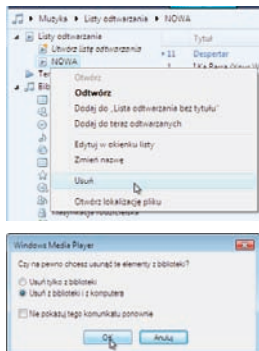 Muzyka ▸ Listy odtwarzania ▸ NOWA
Listy odtwarzania
Utwórz listę odtwarzania
NOWA
Tytuł
11 Despertar
1
Otwórz
Odtwórz
Dodaj do „Lista odtwarzania bez tytułu"
Dodaj do teraz odtwarzanych
Edytuj w okienku listy
Zmień nazwę
Usuń
Otwórz lokalizację pliku
Windows Media Player
Czy na pewno chcesz usunąć te elementy z biblioteki?
Usuń tylko z biblioteki
Usuń z biblioteki i z komputera
Nie pokazuj tego komunikatu ponownie
OK
Anuluj